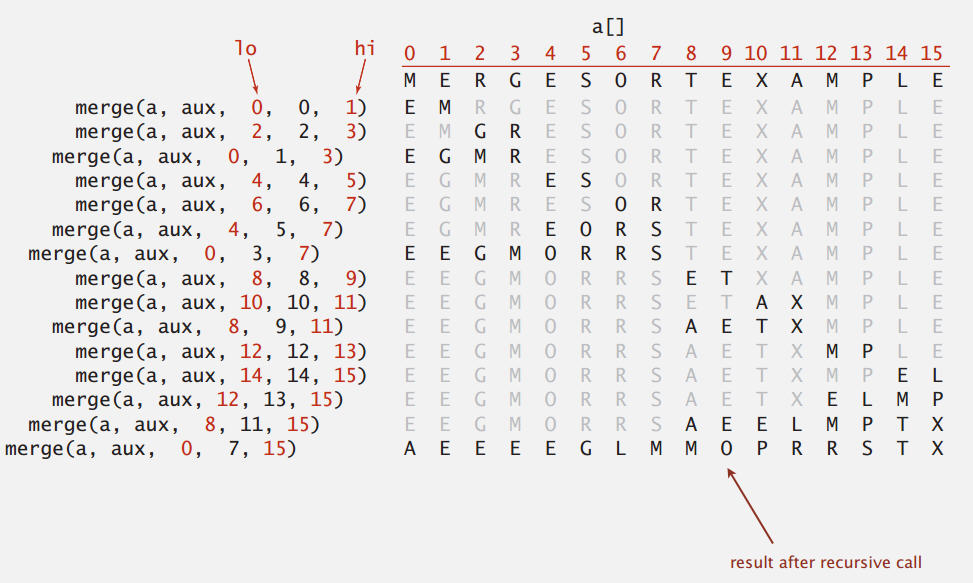 a[]
lo hi 0 1 2 3 4 5 6 7 8 9 10 11 12 13 14 15
M E R G E S O R T E X A M P L E
merge(a, aux, 0, 0, 1) E M R G E S O R T E X A M P L E
merge(a, aux, 2, 2, 3) E M G R E S O R T E X A M P L E
merge(a, aux, 0, 1, 3) E G M R E S O R T E X A M P L E
merge(a, aux, 4, 4, 5) E G M R E S O R T E X A M P L E
merge(a, aux, 6, 6, 7) E G M R E S O R T E X A M P L E
merge(a, aux, 4, 5, 7) E G M R E O R S T E X A M P L E
merge(a, aux, 0, 3, 7) E E G M O R R S T E X A M P L E
merge(a, aux, 8, 8, 9) E E G M O R R S E T X A M P L E
merge(a, aux, 10, 10, 11) E E G M O R R S E T A X M P L E
merge(a, aux, 8, 9, 11) E E G M O R R S A E T X M P L E
merge(a, aux, 12, 12, 13) E E G M O R R S A E T X M P L E
merge(a, aux, 14, 14, 15) E E G M O R R S A E T X M P E L
merge(a, aux, 12, 13, 15) E E G M O R R S A E T X E L M P
merge(a, aux, 8, 11, 15) E E G M O R R S A E E L M P T X
merge(a, aux, 0, 7, 15) A E E E E G L M M O P R R S T X
result after recursive call